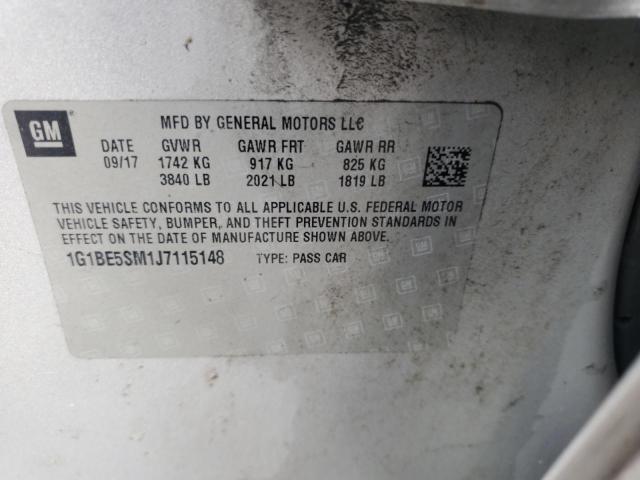 GM
MFD BY GENERAL MOTORS LLC
DATE GVWR GAWR FRT GAWR RR
09/17 1742 KG 917 KG 825 KG
3840 LB 2021 LB 1819 LB
THIS VEHICLE CONFORMS TO ALL APPLICABLE U.S. FEDERAL MOTOR
VEHICLE SAFETY, BUMPER, AND THEFT PREVENTION STANDARDS IN
EFFECT ON THE DATE OF MANUFACTURE SHOWN ABOVE.
1G1BE5SM1J7115148 TYPE: PASS CAR